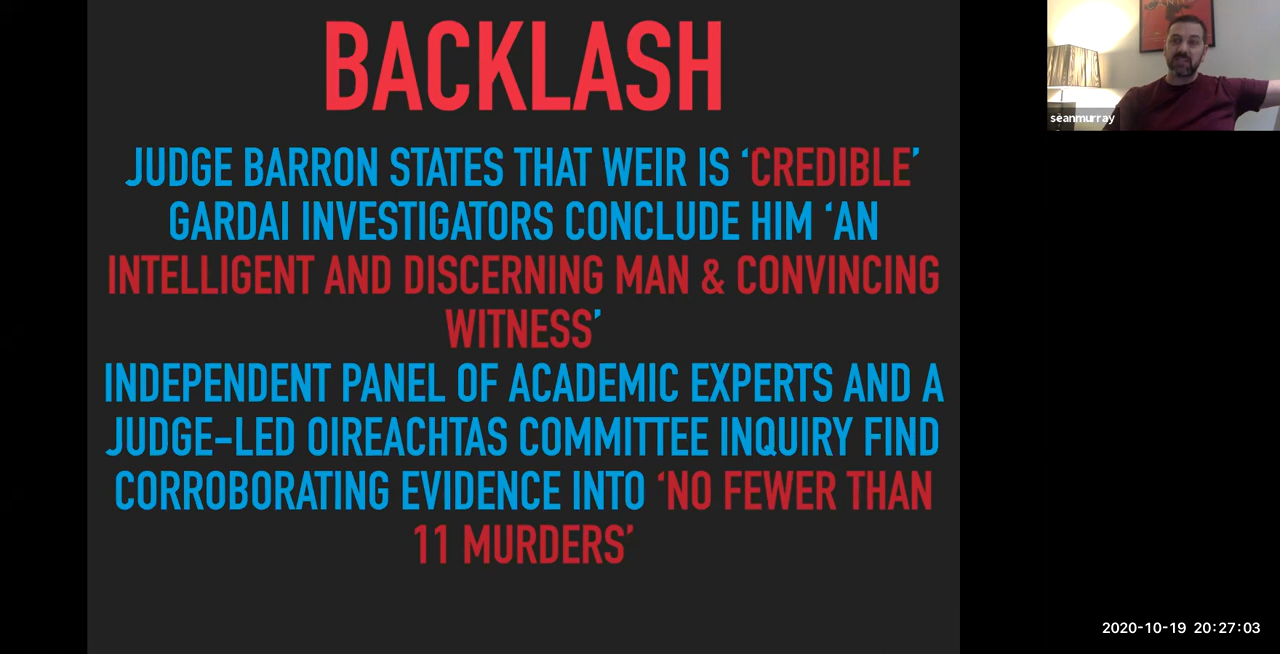 BACKLASH
JUDGE BARRON STATES THAT WEIR IS ‘CREDIBLE’
GARDAI INVESTIGATORS CONCLUDE HIM ‘AN
INTELLIGENT AND DISCERNING MAN & CONVINCING
WITNESS’
INDEPENDENT PANEL OF ACADEMIC EXPERTS AND A
JUDGE-LED OIREACHTAS COMMITTEE INQUIRY FIND
CORROBORATING EVIDENCE INTO ‘NO FEWER THAN
11 MURDERS’
seanmurray
2020-10-19 20:27:03